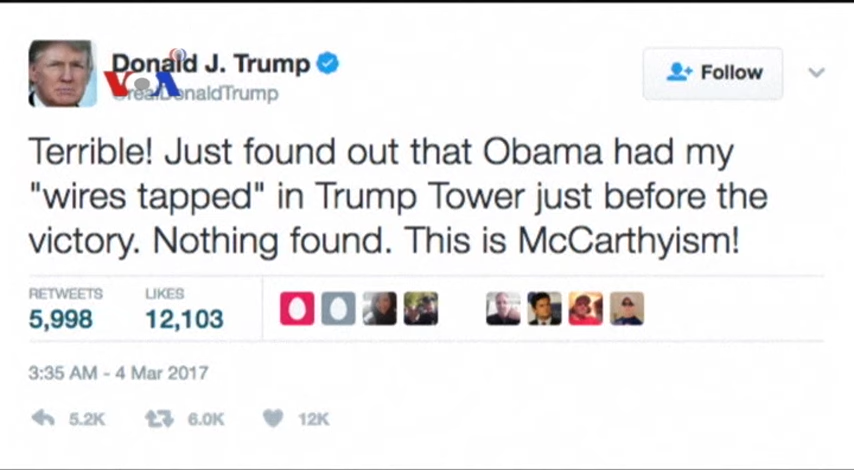 Donald J. Trump
VOA
@realDonaldTrump
Follow
Terrible! Just found out that Obama had my
"wires tapped" in Trump Tower just before the
victory. Nothing found. This is McCarthyism!
RETWEETS LIKES
5,998 12,103
3:35 AM - 4 Mar 2017
5.2K 6.0K 12K